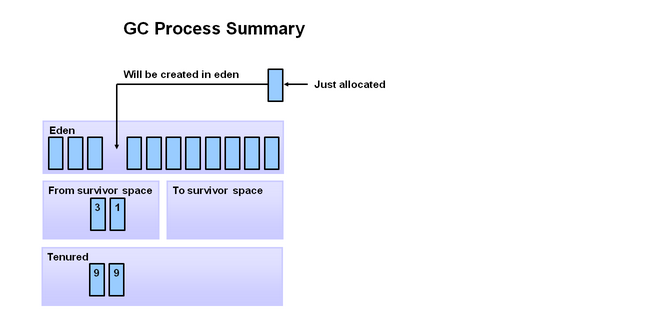 GC Process Summary
Will be created in eden
Just allocated
Eden
From survivor space
To survivor space
3 1
Tenured
9 9